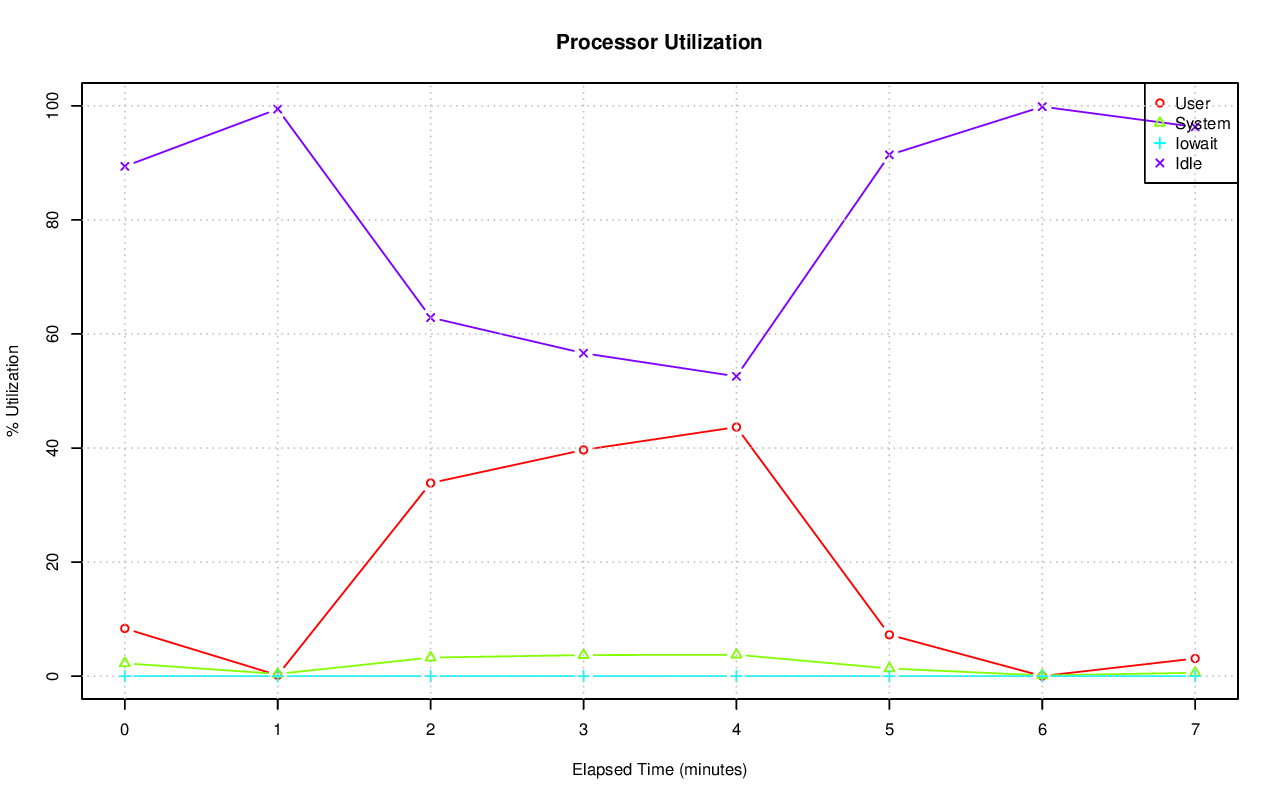 Processor Utilization
% Utilization
100
80
60
40
20
0
User
System
Iowait
Idle
0 1 2 3 4 5 6 7
Elapsed Time (minutes)